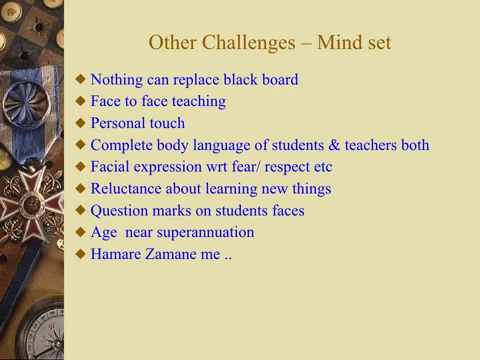 Other Challenges – Mind set
Nothing can replace black board
Face to face teaching
Personal touch
Complete body language of students & teachers both
Facial expression wrt fear/ respect etc
Reluctance about learning new things
Question marks on students faces
Age  near superannuation
Hamare Zamane me ..